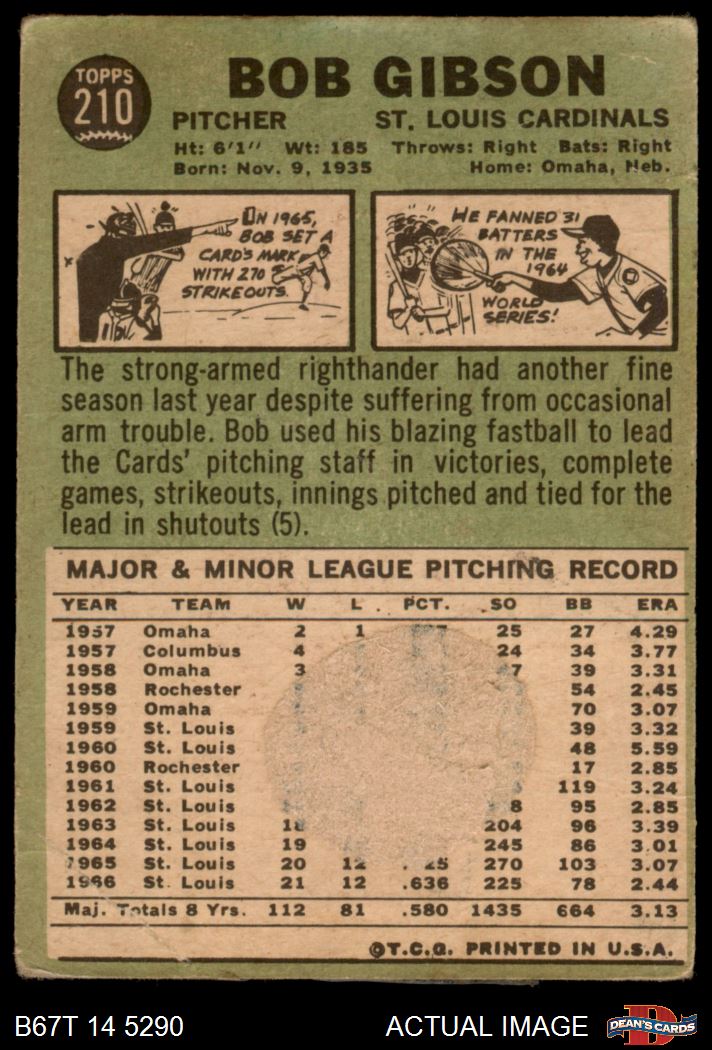 TOPPS
210
BOB GIBSON
PITCHER ST. LOUIS CARDINALS
Ht: 6'1" Wt: 185 Throws: Right Bats: Right
Born: Nov. 9, 1935 Home: Omaha, Neb.
IN 1965,
BOB SET A
CARD'S MARK
WITH 270
STRIKEOUTS.
HE FANNED 31
BATTERS
IN THE
1964
WORLD
SERIES!
The strong-armed righthander had another fine
season last year despite suffering from occasional
arm trouble. Bob used his blazing fastball to lead
the Cards' pitching staff in victories, complete
games, strikeouts, innings pitched and tied for the
lead in shutouts (5).
MAJOR & MINOR LEAGUE PITCHING RECORD
YEAR TEAM W L PCT. SO BB ERA
1957 Omaha 2 1 25 27 4.29
1957 Columbus 4 24 34 3.77
1958 Omaha 3 39 3.31
1958 Rochester 54 2.45
1959 Omaha 70 3.07
1959 St. Louis 39 3.32
1960 St. Louis 48 5.59
1960 Rochester 17 2.85
1961 St. Louis 119 3.24
1962 St. Louis 95 2.85
1963 St. Louis 18 204 96 3.39
1964 St. Louis 19 245 86 3.01
1965 St. Louis 20 12 270 103 3.07
1966 St. Louis 21 12 .636 225 78 2.44
Maj. Totals 8 Yrs. 112 81 .580 1435 664 3.13
©T.C.G. PRINTED IN U.S.A.
B67T 14 5290 ACTUAL IMAGE
D
DEAN'S CARDS